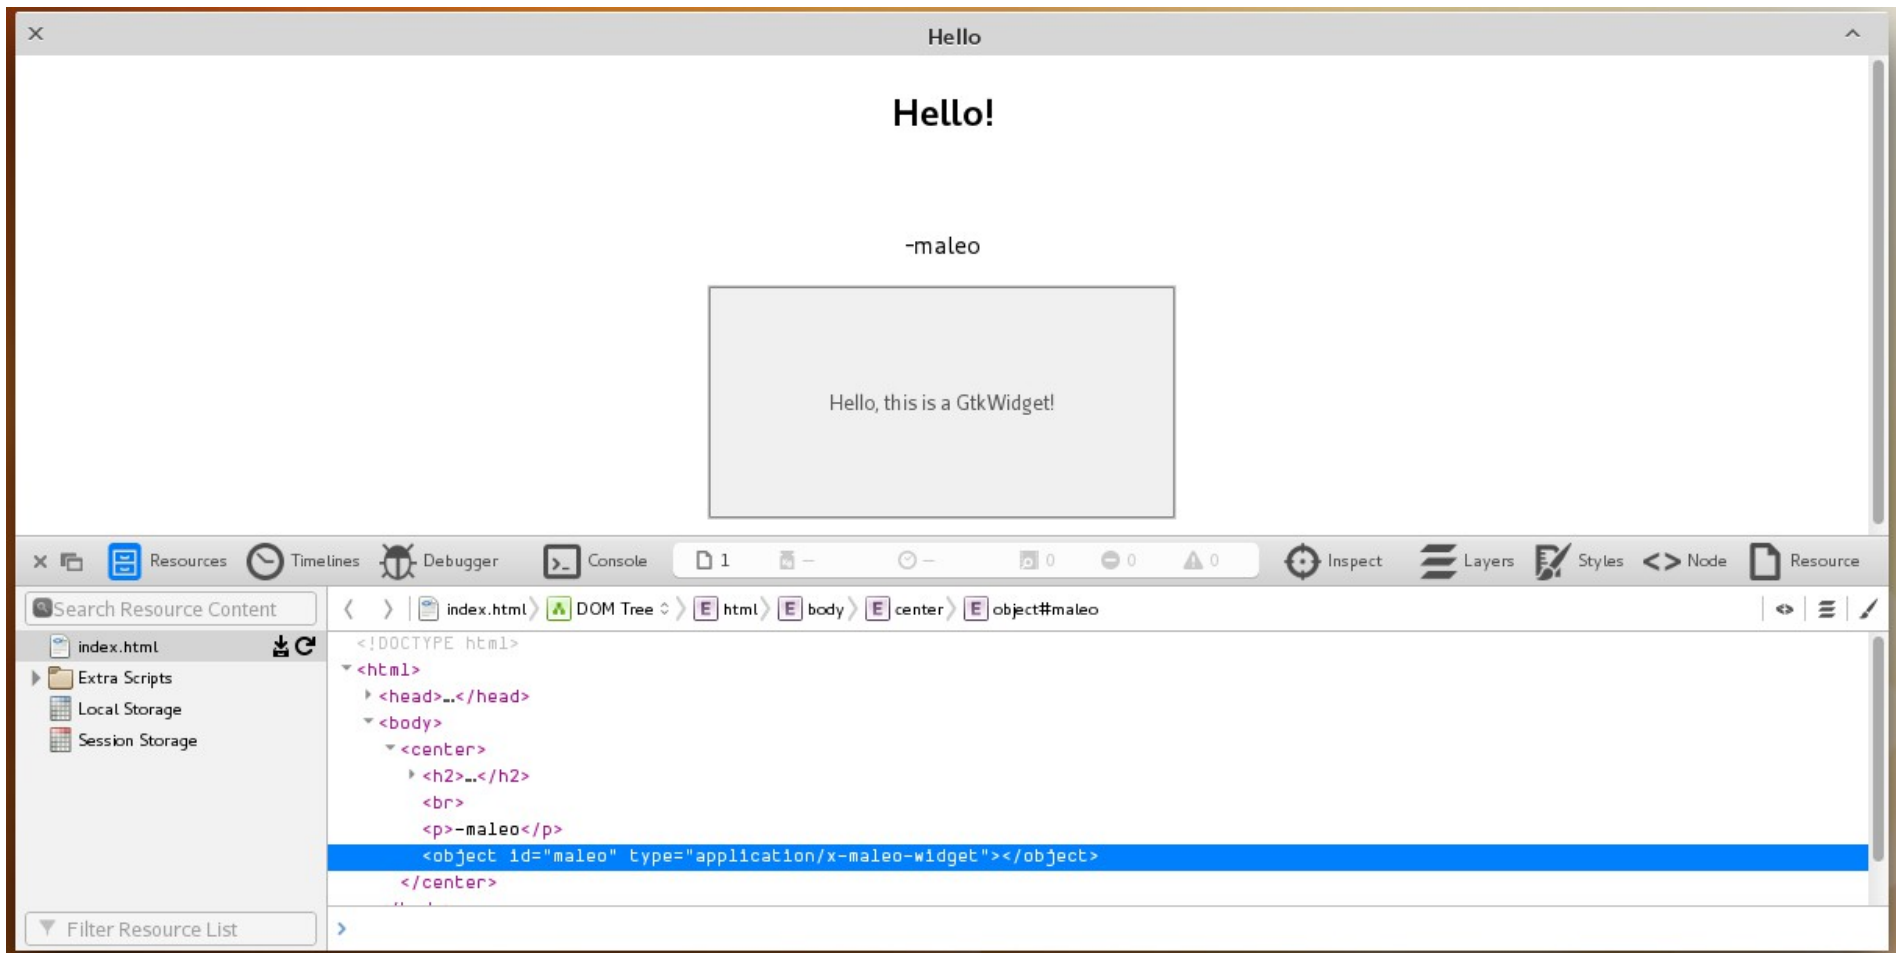 Hello
Hello!
-maleo
Hello, this is a GtkWidget!
Resources Timelines Debugger Console 1 – – 0 0 0 Inspect Layers Styles <> Node Resource
Search Resource Content
index.html DOM Tree E html E body E center E object#maleo
index.html
Extra Scripts
Local Storage
Session Storage
<!DOCTYPE html>
<html>
<head>…</head>
<body>
<center>
<h2>…</h2>
<br>
<p>-maleo</p>
<object id="maleo" type="application/x-maleo-widget"></object>
</center>
Filter Resource List
>